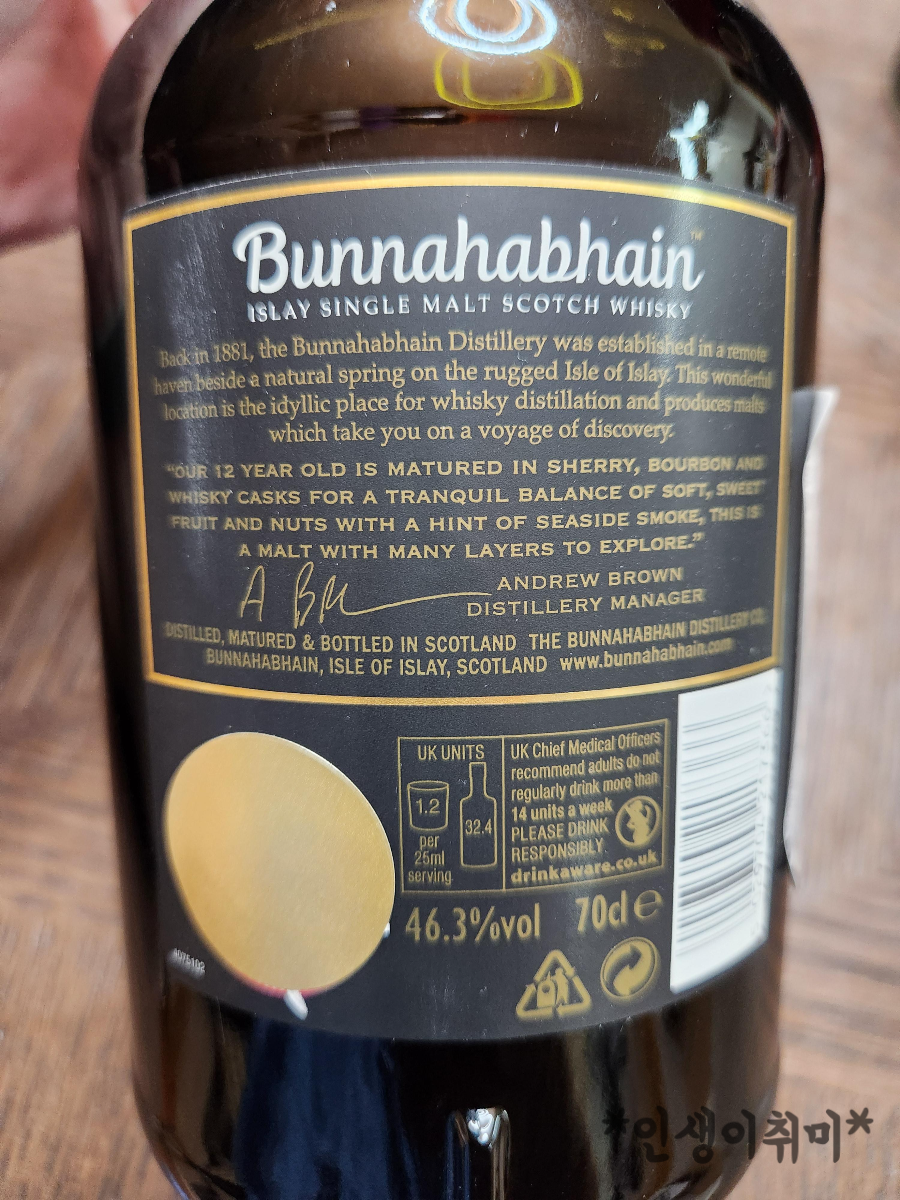 Bunnahabhain™
ISLAY SINGLE MALT SCOTCH WHISKY
Back in 1881, the Bunnahabhain Distillery was established in a remote
haven beside a natural spring on the rugged Isle of Islay. This wonderful
location is the idyllic place for whisky distillation and produces malts
which take you on a voyage of discovery.
"OUR 12 YEAR OLD IS MATURED IN SHERRY, BOURBON AND
WHISKY CASKS FOR A TRANQUIL BALANCE OF SOFT, SWEET
FRUIT AND NUTS WITH A HINT OF SEASIDE SMOKE, THIS IS
A MALT WITH MANY LAYERS TO EXPLORE."
ANDREW BROWN
DISTILLERY MANAGER
DISTILLED, MATURED & BOTTLED IN SCOTLAND THE BUNNAHABHAIN DISTILLERY CO.
BUNNAHABHAIN, ISLE OF ISLAY, SCOTLAND www.bunnahabhain.com
UK UNITS
1.2
per
25ml
serving
32.4
UK Chief Medical Officers
recommend adults do not
regularly drink more than
14 units a week
PLEASE DRINK
RESPONSIBLY.
drinkaware.co.uk
46.3%vol 70cl e
*인생이취미*